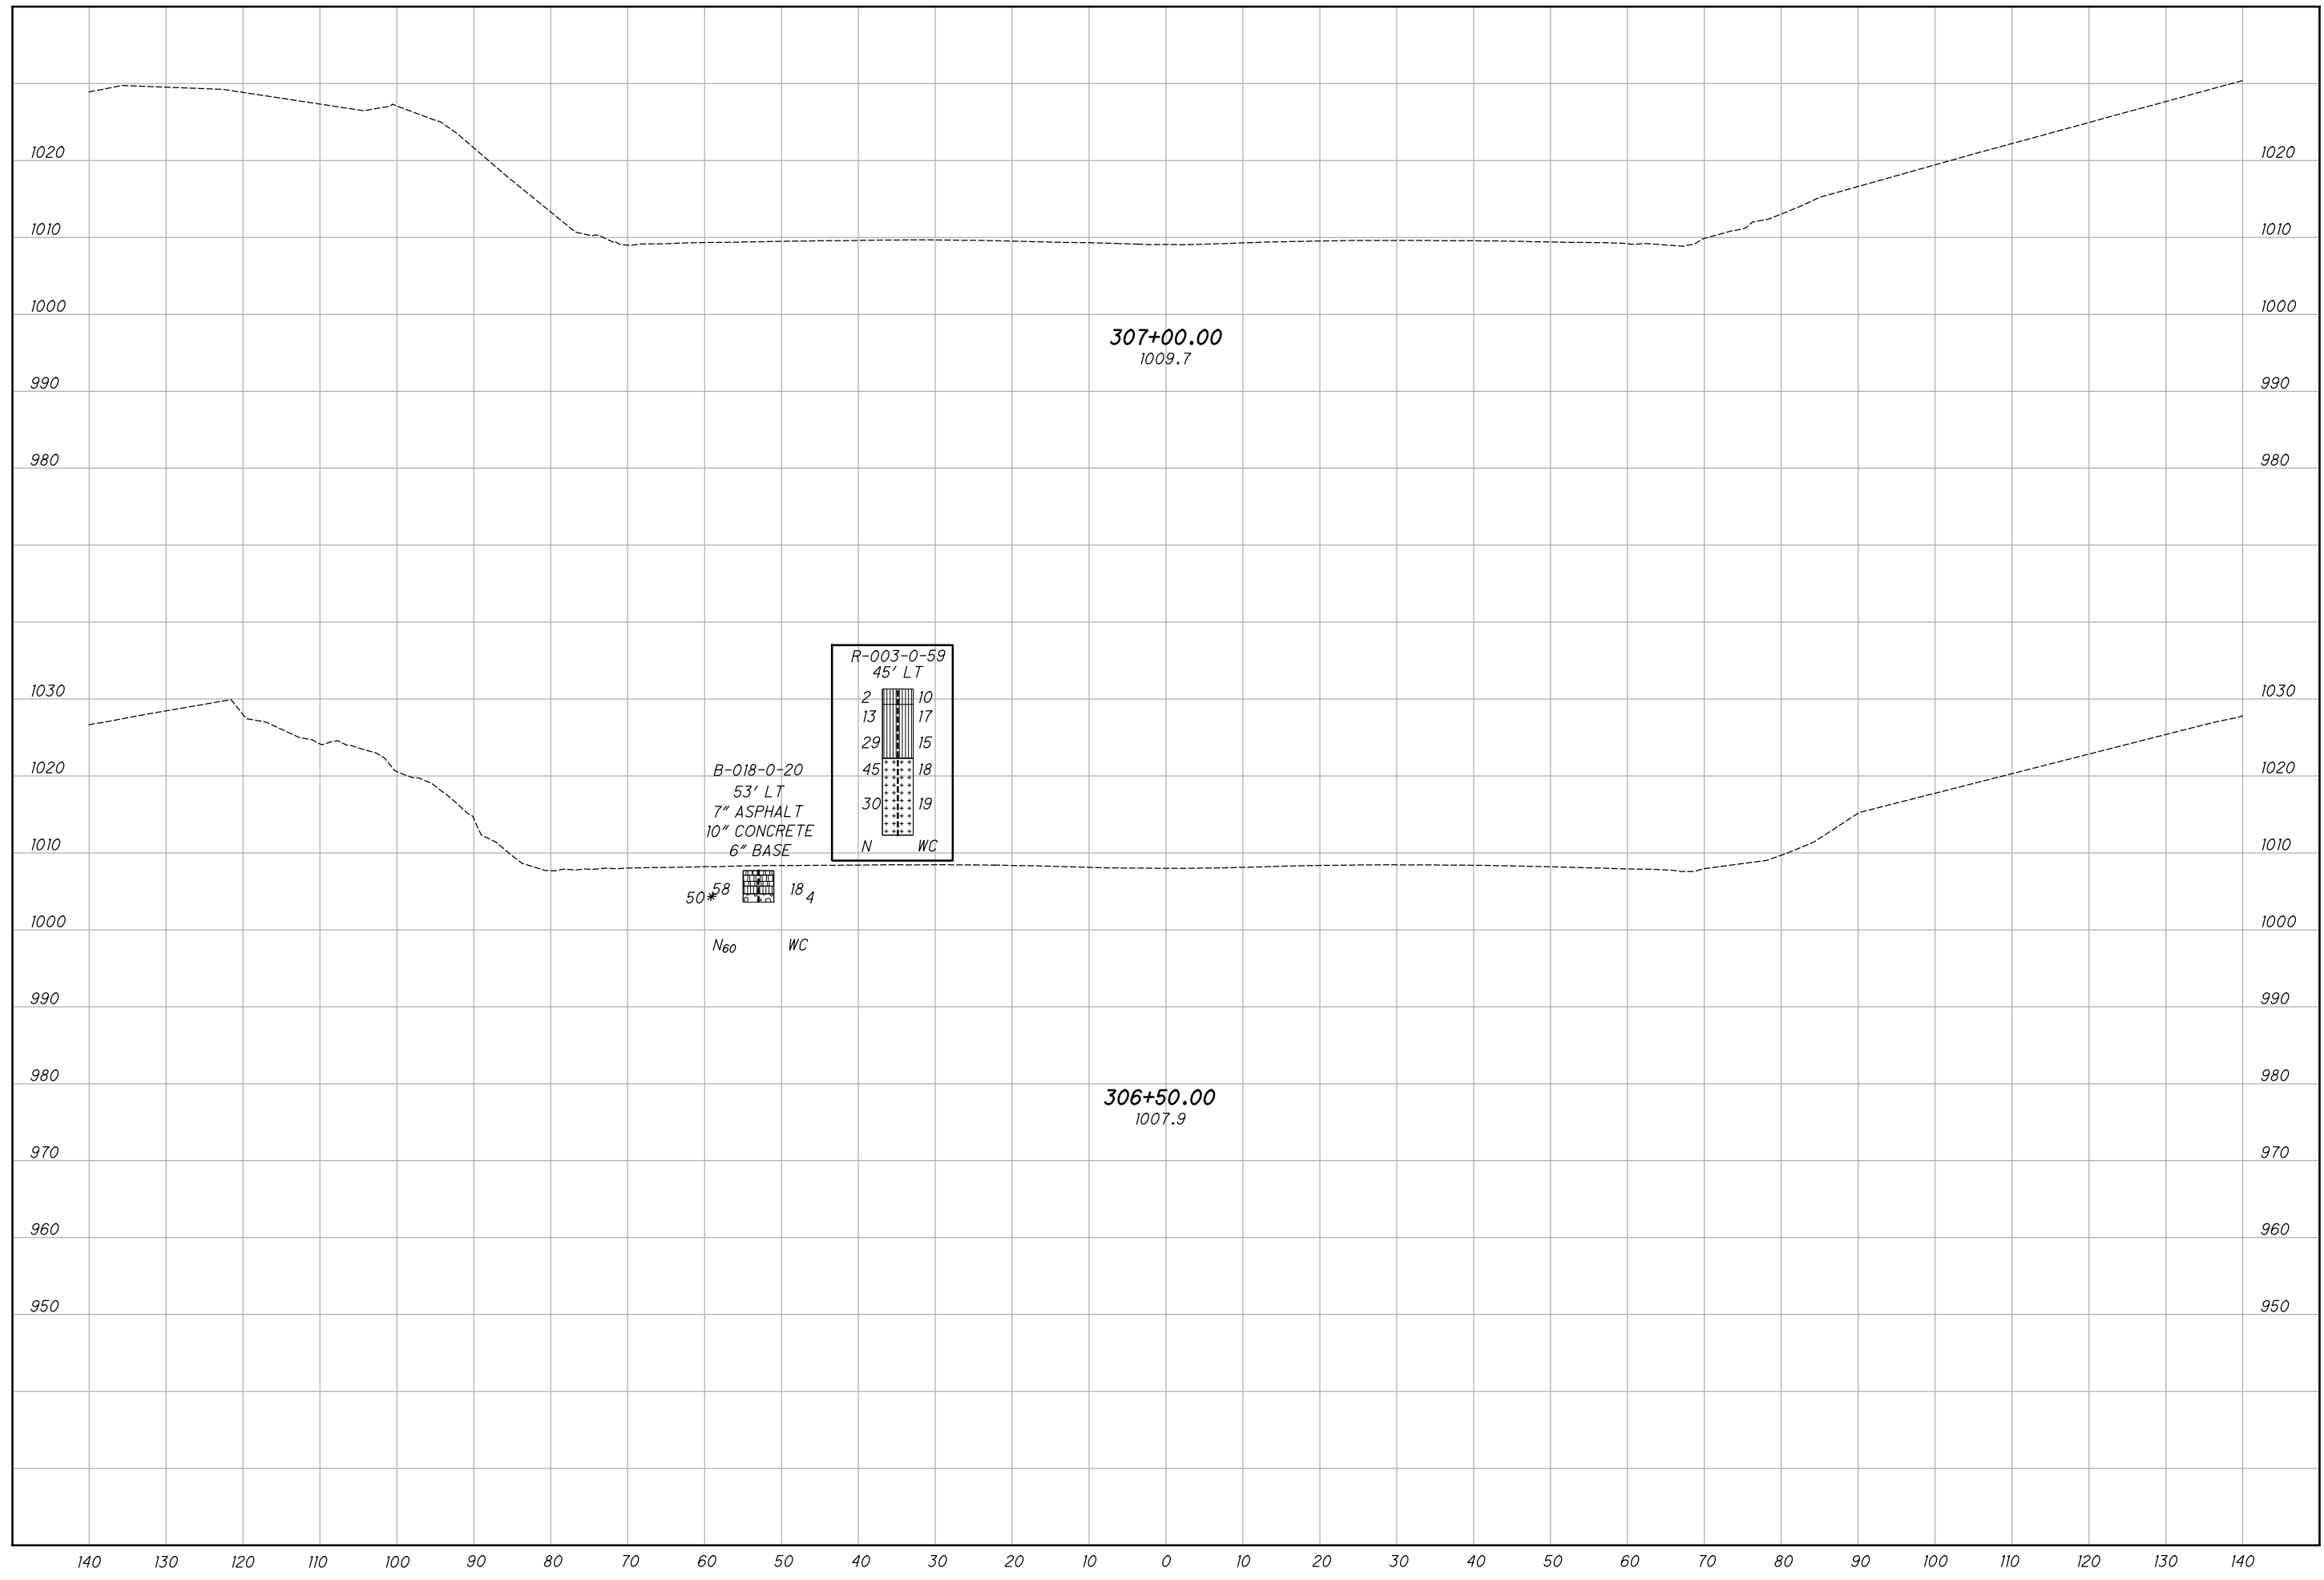 1020 1020
1010 1010
1000 1000
307+00.00
1009.7
990 990
980 980
R-003-0-59
45' LT
1030 2 10 1030
13 17
29 15
1020 B-018-0-20 45 18 1020
53' LT
7" ASPHALT 30 19
10" CONCRETE
1010 6" BASE N WC 1010
58 18
50* 4
1000 1000
N60 WC
990 990
980 980
306+50.00
1007.9
970 970
960 960
950 950
140 130 120 110 100 90 80 70 60 50 40 30 20 10 0 10 20 30 40 50 60 70 80 90 100 110 120 130 140